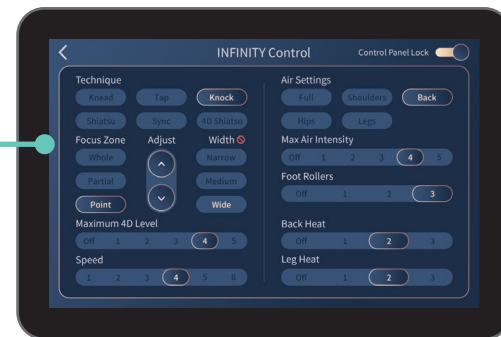 INFINITY Control
Control Panel Lock
Technique
Knead Tap Knock
Shiatsu Sync 4D Shiatsu
Focus Zone Adjust Width
Whole Narrow
Partial Medium
Point Wide
Maximum 4D Level
Off 1 2 3 4 5
Speed
1 2 3 4 5 6
Air Settings
Full Shoulders Back
Hips Legs
Max Air Intensity
Off 1 2 3 4 5
Foot Rollers
Off 1 2 3
Back Heat
Off 1 2 3
Leg Heat
Off 1 2 3